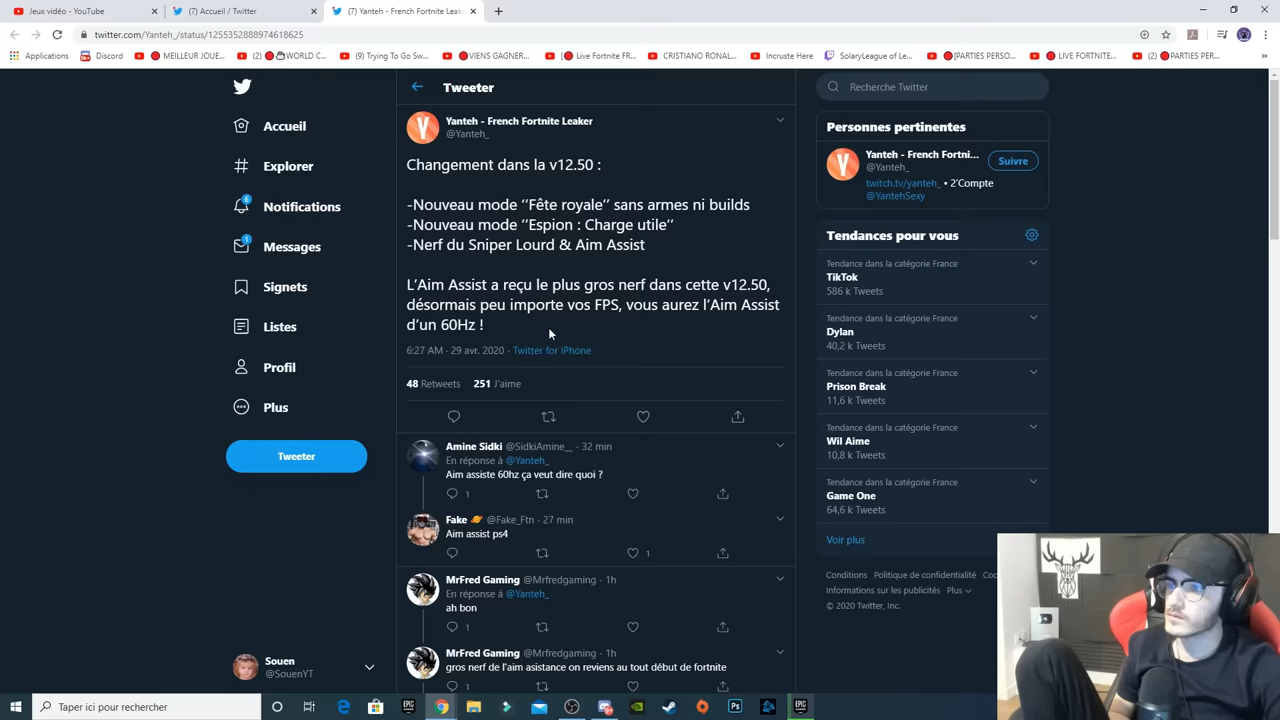 Jeux vidéo - YouTube
(7) Accueil / Twitter
(7) Yanteh - French Fortnite Leak
twitter.com/Yanteh_/status/1255352888974618625
Applications
Discord
MEILLEUR JOUE...
(2) WORLD C...
(9) Trying To Go Sw...
VIENS GAGNER...
[ Live Fortnite FR...
CRISTIANO RONAL...
Incruste Here
SolaryLeague of Le...
[PARTIES PERSO...
LIVE FORTNITE...
(2) PARTIES PER...
Accueil
Explorer
6
Notifications
1
Messages
Signets
Listes
Profil
Plus
Tweeter
Souen
@SouenYT
Tweeter
Yanteh - French Fortnite Leaker
@Yanteh_
Changement dans la v12.50 :
-Nouveau mode ‘‘Fête royale’’ sans armes ni builds
-Nouveau mode ‘‘Espion : Charge utile’’
-Nerf du Sniper Lourd & Aim Assist
L’Aim Assist a reçu le plus gros nerf dans cette v12.50,
désormais peu importe vos FPS, vous aurez l’Aim Assist
d’un 60Hz !
6:27 AM · 29 avr. 2020 · Twitter for iPhone
48 Retweets 251 J'aime
Amine Sidki @SidkiAmine__ · 32 min
En réponse à @Yanteh_
Aim assiste 60hz ça veut dire quoi ?
1
Fake @Fake_Ftn · 27 min
Aim assist ps4
1
MrFred Gaming @Mrfredgaming · 1h
En réponse à @Yanteh_
ah bon
1
MrFred Gaming @Mrfredgaming · 1h
gros nerf de l'aim asistance on reviens au tout début de fortnite
1
Recherche Twitter
Personnes pertinentes
Yanteh - French Fortni...
@Yanteh_
Suivre
twitch.tv/yanteh_ • 2’Compte
@YantehSexy
Tendances pour vous
Tendance dans la catégorie France
TikTok
586 k Tweets
Tendance dans la catégorie France
Dylan
40,2 k Tweets
Tendance dans la catégorie France
Prison Break
11,6 k Tweets
Tendance dans la catégorie France
Wil Aime
10,8 k Tweets
Tendance dans la catégorie France
Game One
64,6 k Tweets
Voir plus
Conditions Politique de confidentialité Coo
Informations sur les publicités Plus
© 2020 Twitter, Inc.
Taper ici pour rechercher